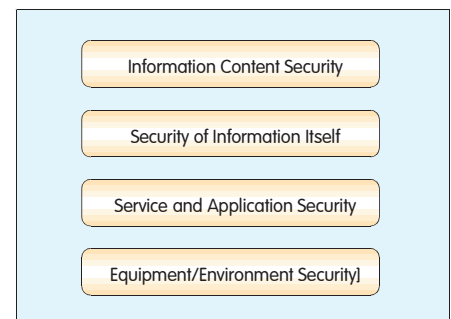 Information Content Security
Security of Information Itself
Service and Application Security
Equipment/Environment Security]